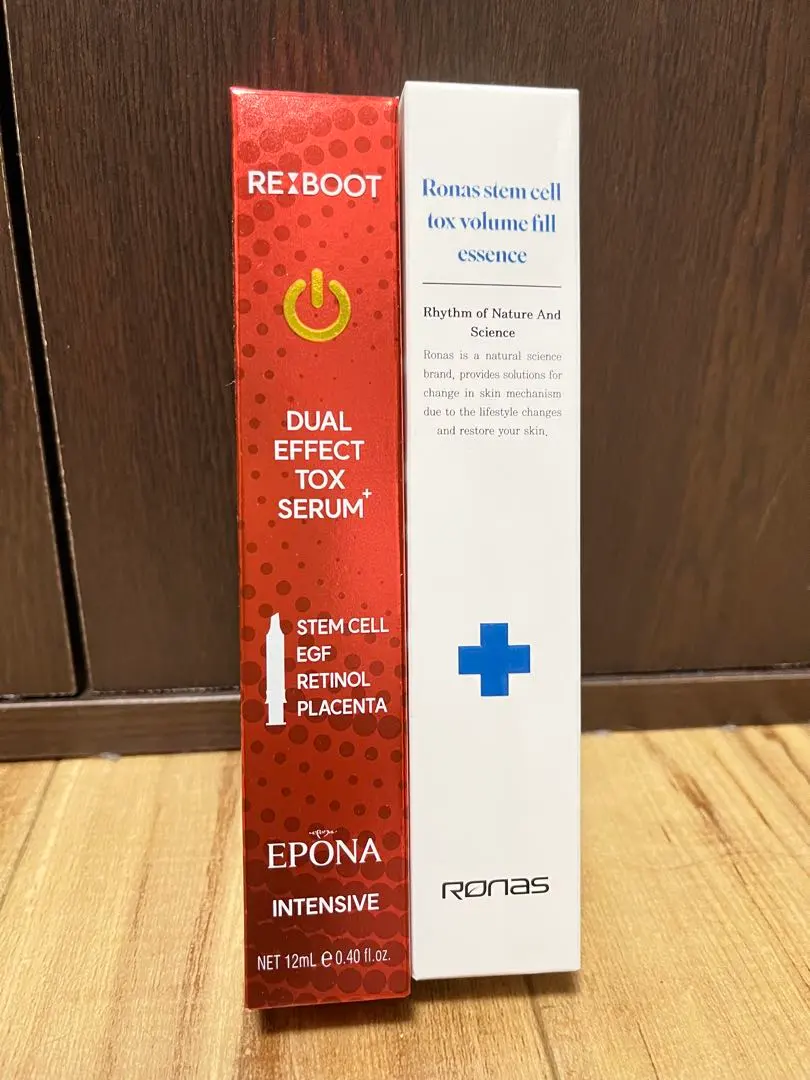 RE:BOOT
DUAL
EFFECT
TOX
SERUM+
STEM CELL
EGF
RETINOL
PLACENTA
EPONA
INTENSIVE
NET 12mL ℮ 0.40 fl.oz.
Ronas stem cell
tox volume fill
essence
Rhythm of Nature And
Science
Ronas is a natural science
brand, provides solutions for
change in skin mechanism
due to the lifestyle changes
and restore your skin.
Ronas